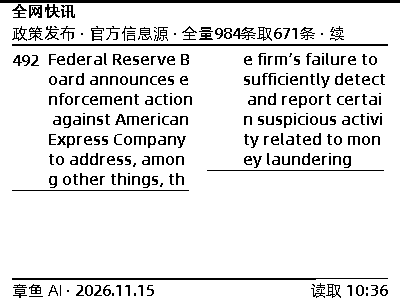 全网快讯
政策发布 · 官方信息源 · 全量984条取671条 · 续
492 Federal Reserve B
oard announces e
nforcement action
against American
Express Company
to address, amon
g other things, th
e firm's failure to
sufficiently detect
and report certai
n suspicious activi
ty related to mon
ey laundering
章鱼 AI · 2026.11.15
读取 10:36